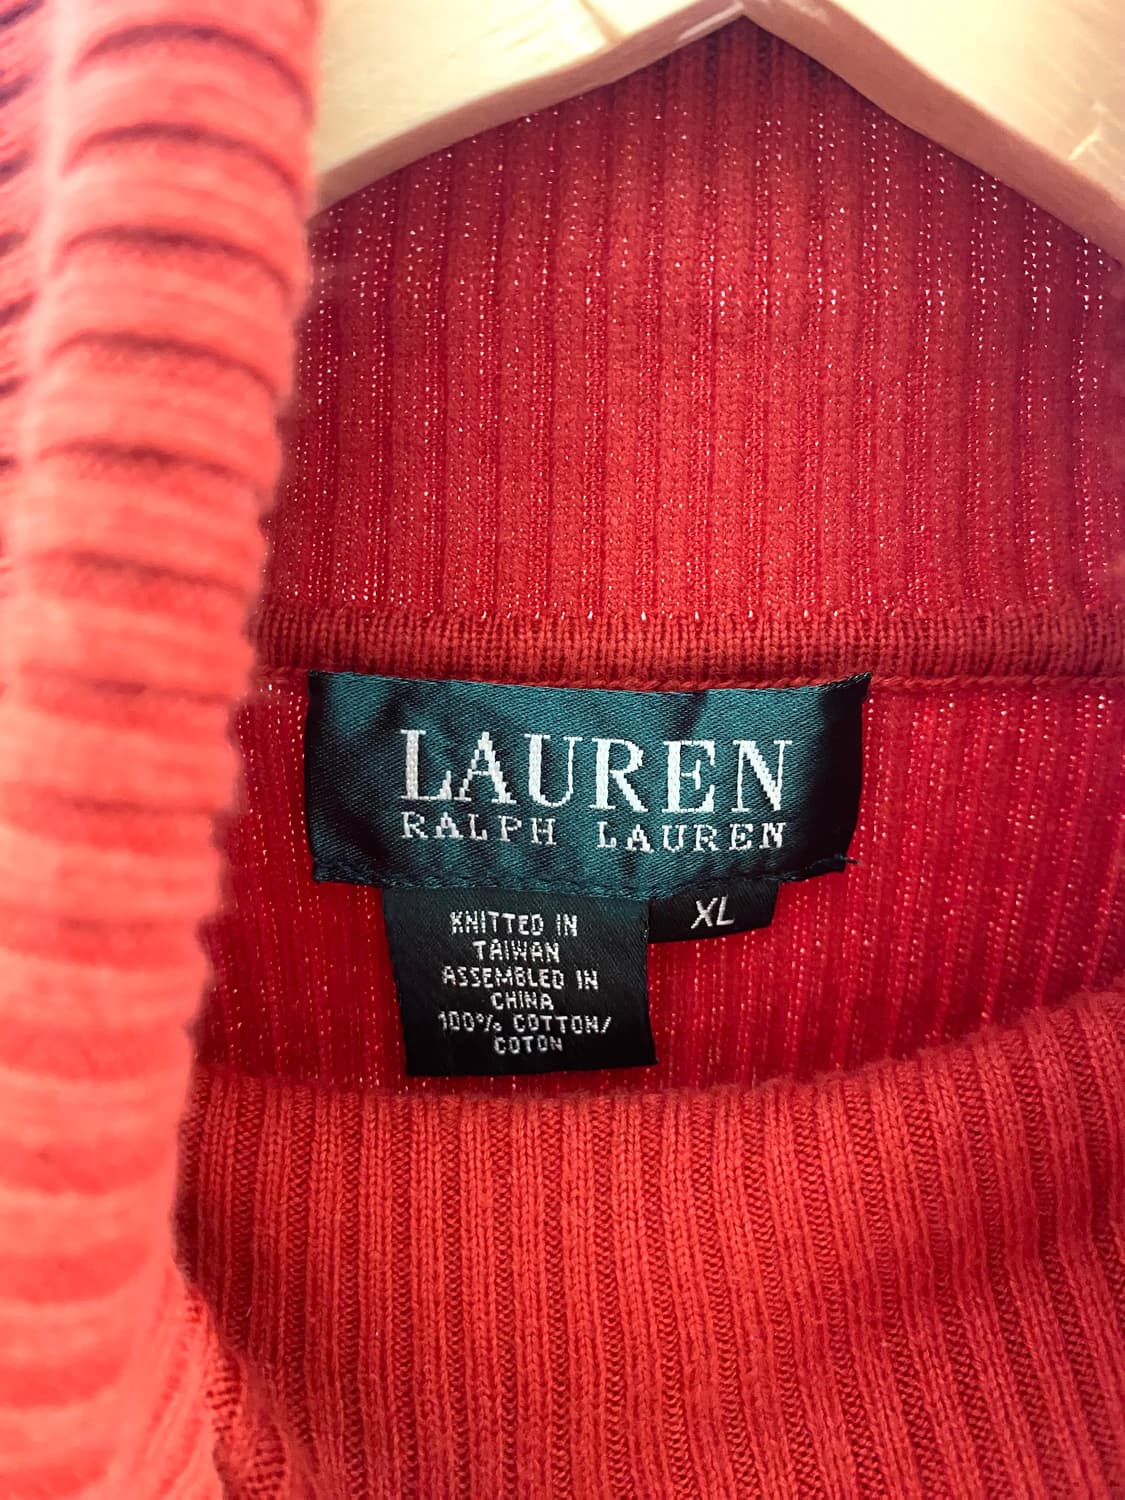 LAUREN
RALPH LAUREN
XL
KNITTED IN
TAIWAN
ASSEMBLED IN
CHINA
100% COTTON/
COTON